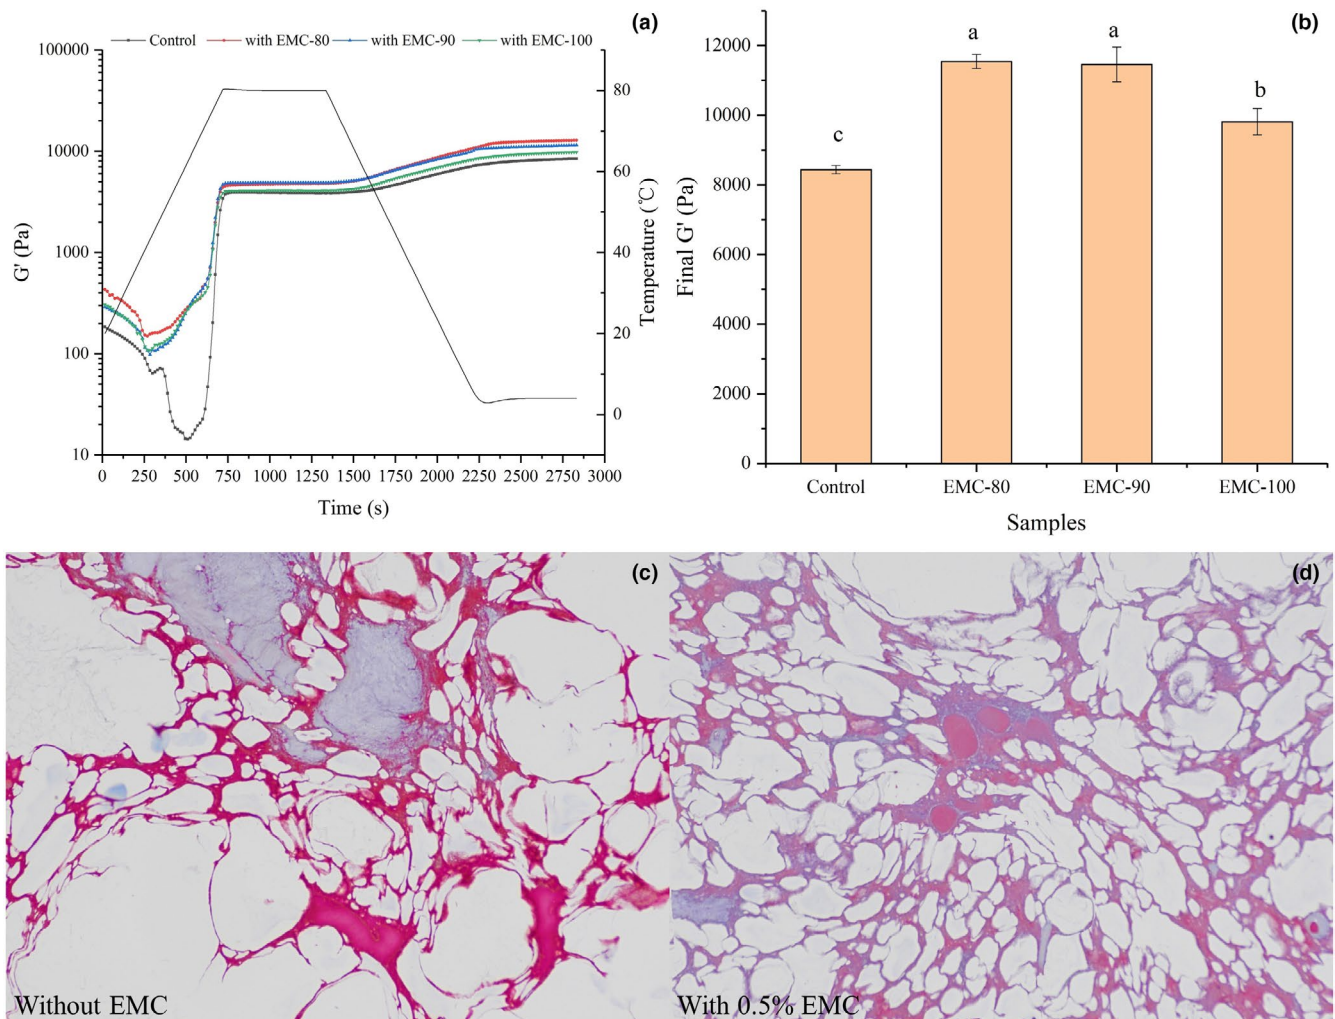 (a)
Control with EMC-80 with EMC-90 with EMC-100
100000
10000
1000
100
10
G' (Pa)
80
60
40
20
0
Temperature (℃)
0 250 500 750 1000 1250 1500 1750 2000 2250 2500 2750 3000
Time (s)
(b)
12000
10000
8000
6000
4000
2000
0
Final G' (Pa)
c
a
a
b
Control EMC-80 EMC-90 EMC-100
Samples
(c)
Without EMC
(d)
With 0.5% EMC